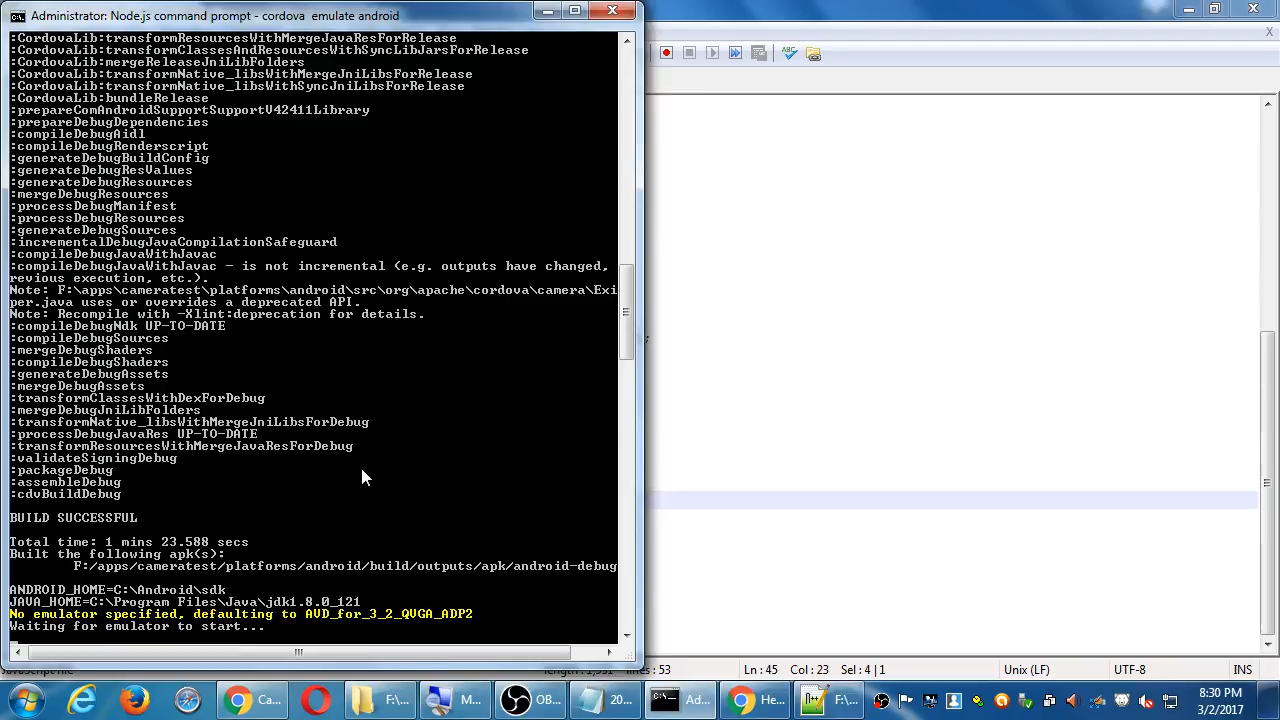 Administrator: Node.js command prompt - cordova  emulate android
:CordovaLib:transformResourcesWithMergeJavaResForRelease
:CordovaLib:transformClassesAndResourcesWithSyncLibJarsForRelease
:CordovaLib:mergeReleaseJniLibFolders
:CordovaLib:transformNative_libsWithMergeJniLibsForRelease
:CordovaLib:transformNative_libsWithSyncJniLibsForRelease
:CordovaLib:bundleRelease
:prepareComAndroidSupportSupportV42411Library
:prepareDebugDependencies
:compileDebugAidl
:compileDebugRenderscript
:generateDebugBuildConfig
:generateDebugResValues
:generateDebugResources
:mergeDebugResources
:processDebugManifest
:processDebugResources
:generateDebugSources
:incrementalDebugJavaCompilationSafeguard
:compileDebugJavaWithJavac
:compileDebugJavaWithJavac - is not incremental (e.g. outputs have changed,
revious execution, etc.).
Note: F:\apps\cameratest\platforms\android\src\org\apache\cordova\camera\Exi
per.java uses or overrides a deprecated API.
Note: Recompile with -Xlint:deprecation for details.
:compileDebugNdk UP-TO-DATE
:compileDebugSources
:mergeDebugShaders
:compileDebugShaders
:generateDebugAssets
:mergeDebugAssets
:transformClassesWithDexForDebug
:mergeDebugJniLibFolders
:transformNative_libsWithMergeJniLibsForDebug
:processDebugJavaRes UP-TO-DATE
:transformResourcesWithMergeJavaResForDebug
:validateSigningDebug
:packageDebug
:assembleDebug
:cdvBuildDebug
BUILD SUCCESSFUL
Total time: 1 mins 23.588 secs
Built the following apk(s):
F:/apps/cameratest/platforms/android/build/outputs/apk/android-debug
ANDROID_HOME=C:\Android\sdk
JAVA_HOME=C:\Program Files\Java\jdk1.8.0_121
No emulator specified, defaulting to AVD_for_3_2_QVGA_ADP2
Waiting for emulator to start...
;
ABC
Ln:45 Col:23 Sel:4 | 1 Unix (LF) UTF-8 INS
Ca... F:\... M... OB... 20... Ad... He... F:\...
8:30 PM
3/2/2017